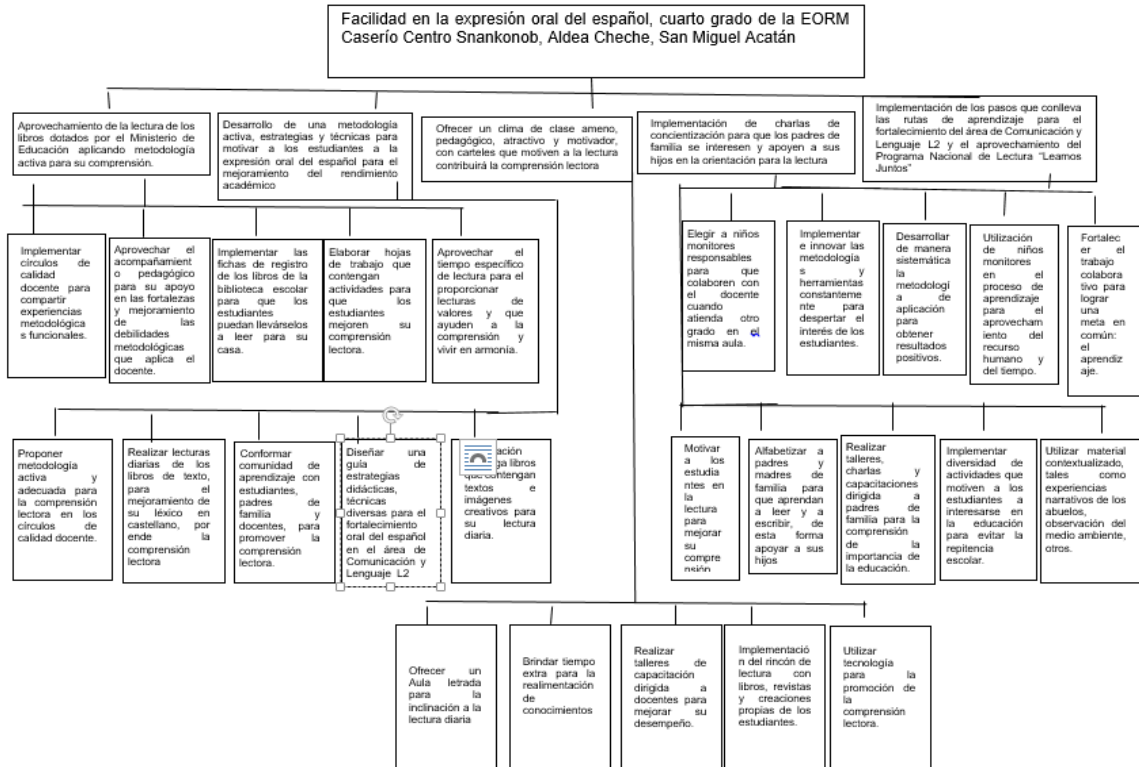 Facilidad en la expresión oral del español, cuarto grado de la EORM
Caserío Centro Snankonob, Aldea Cheche, San Miguel Acatán
Aprovechamiento de la lectura de los
libros dotados por el Ministerio de
Educación aplicando metodología
activa para su comprensión.
Desarrollo de una metodología
activa, estrategias y técnicas para
motivar a los estudiantes a la
expresión oral del español para el
mejoramiento del rendimiento
académico
Ofrecer un clima de clase ameno,
pedagógico, atractivo y motivador,
con carteles que motiven a la lectura
contribuirá la comprensión lectora
Implementación de charlas de
concientización para que los padres de
familia se interesen y apoyen a sus
hijos en la orientación para la lectura
Implementación de los pasos que conlleva
las rutas de aprendizaje para el
fortalecimiento del área de Comunicación y
Lenguaje L2 y el aprovechamiento del
Programa Nacional de Lectura "Leamos
Juntos"
Implementar
círculos de
calidad
docente para
compartir
experiencias
metodológica
s funcionales.
Aprovechar el
acompañamient
o pedagógico
para su apoyo
en las fortalezas
y mejoramiento
de las
debilidades
metodológicas
que aplica el
docente.
Implementar las
fichas de registro
de los libros de la
biblioteca escolar
para que los
estudiantes
puedan llevárselos
a leer para su
casa.
Elaborar hojas
de trabajo que
contengan
actividades para
que los
estudiantes
mejoren su
comprensión
lectora.
Aprovechar el
tiempo específico
de lectura para el
proporcionar
lecturas de
valores y que
ayuden a la
comprensión y
vivir en armonía.
Elegir a niños
monitores
responsables
para que
colaboren con
el docente
cuando
atienda otro
grado en el
misma aula.
Implementar
e innovar las
metodología
s y
herramientas
constanteme
nte para
despertar el
interés de los
estudiantes.
Desarrollar
de manera
sistemática
la
metodologí
a de
aplicación
para
obtener
resultados
positivos.
Utilización
de niños
monitores
en el
proceso de
aprendizaje
para el
aprovecham
iento del
recurso
humano y
del tiempo.
Fortalec
er el
trabajo
colabora
tivo para
lograr
una
meta en
común:
el
aprendiz
aje.
Proponer
metodología
activa y
adecuada para
la comprensión
lectora en los
círculos de
calidad docente.
Realizar lecturas
diarias de los
libros de texto,
para el
mejoramiento de
su léxico en
castellano, por
ende la
comprensión
lectora
Conformar
comunidad de
aprendizaje con
estudiantes,
padres de
familia y
docentes, para
promover la
comprensión
lectora.
Diseñar una
guía de
estrategias
didácticas,
técnicas
diversas para el
fortalecimiento
oral del español
en el área de
Comunicación y
Lenguaje L2
libros
contengan
textos e
imágenes
creativos para
su lectura
diaria.
Motivar
a los
estudia
ntes en
la
lectura
para
mejorar
su
compre
nsión
Alfabetizar a
padres y
madres de
familia para
que aprendan
a leer y a
escribir, de
esta forma
apoyar a sus
hijos
Realizar
talleres,
charlas y
capacitaciones
dirigida a
padres de
familia para la
comprensión
de la
importancia de
la educación.
Implementar
diversidad de
actividades que
motiven a los
estudiantes a
interesarse en
la educación
para evitar la
repitencia
escolar.
Utilizar material
contextualizado,
tales como
experiencias
narrativos de los
abuelos,
observación del
medio ambiente,
otros.
Ofrecer un
Aula letrada
para la
inclinación a la
lectura diaria
Brindar tiempo
extra para la
realimentación
de
conocimientos
Realizar
talleres de
capacitación
dirigida a
docentes para
mejorar su
desempeño.
Implementació
n del rincón de
lectura con
libros, revistas
y creaciones
propias de los
estudiantes.
Utilizar
tecnología
para la
promoción de
la
comprensión
lectora.